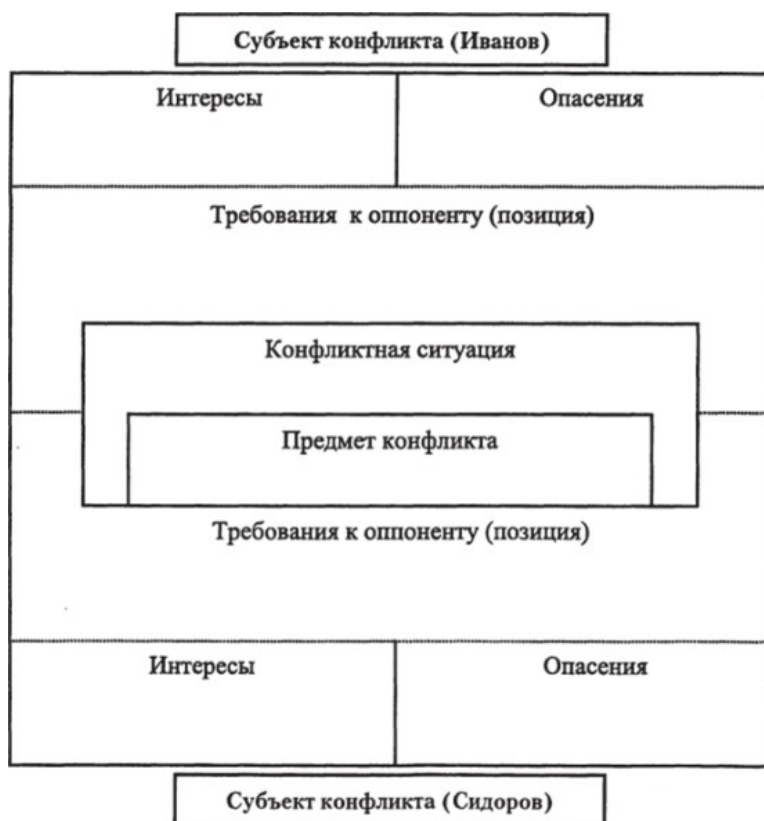 Субъект конфликта (Иванов)
Интересы
Опасения
Требования к оппоненту (позиция)
Конфликтная ситуация
Предмет конфликта
Требования к оппоненту (позиция)
Интересы
Опасения
Субъект конфликта (Сидоров)